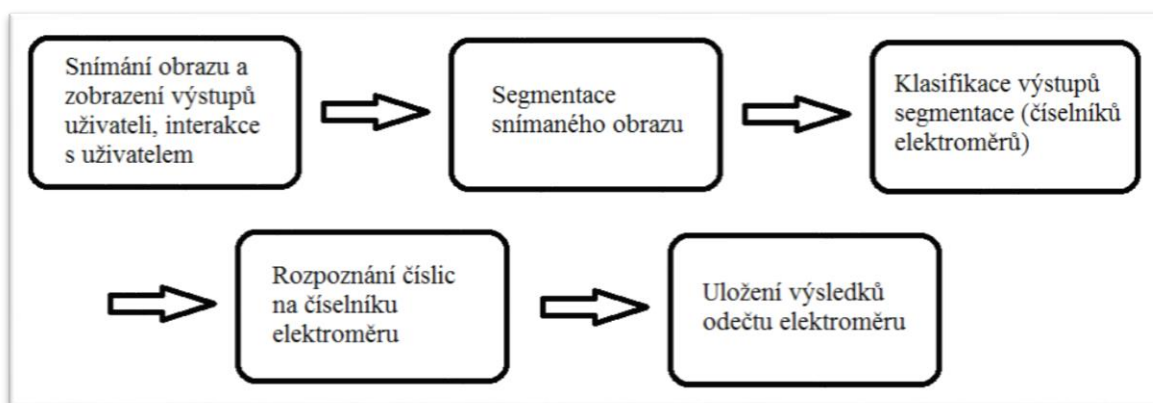 Snímání obrazu a
zobrazení výstupů
uživateli, interakce
s uživatelem
Segmentace
snímaného obrazu
Klasifikace výstupů
segmentace (číselníků
elektroměrů)
Rozpoznání číslic
na číselníku
elektroměru
Uložení výsledků
odečtu elektroměru